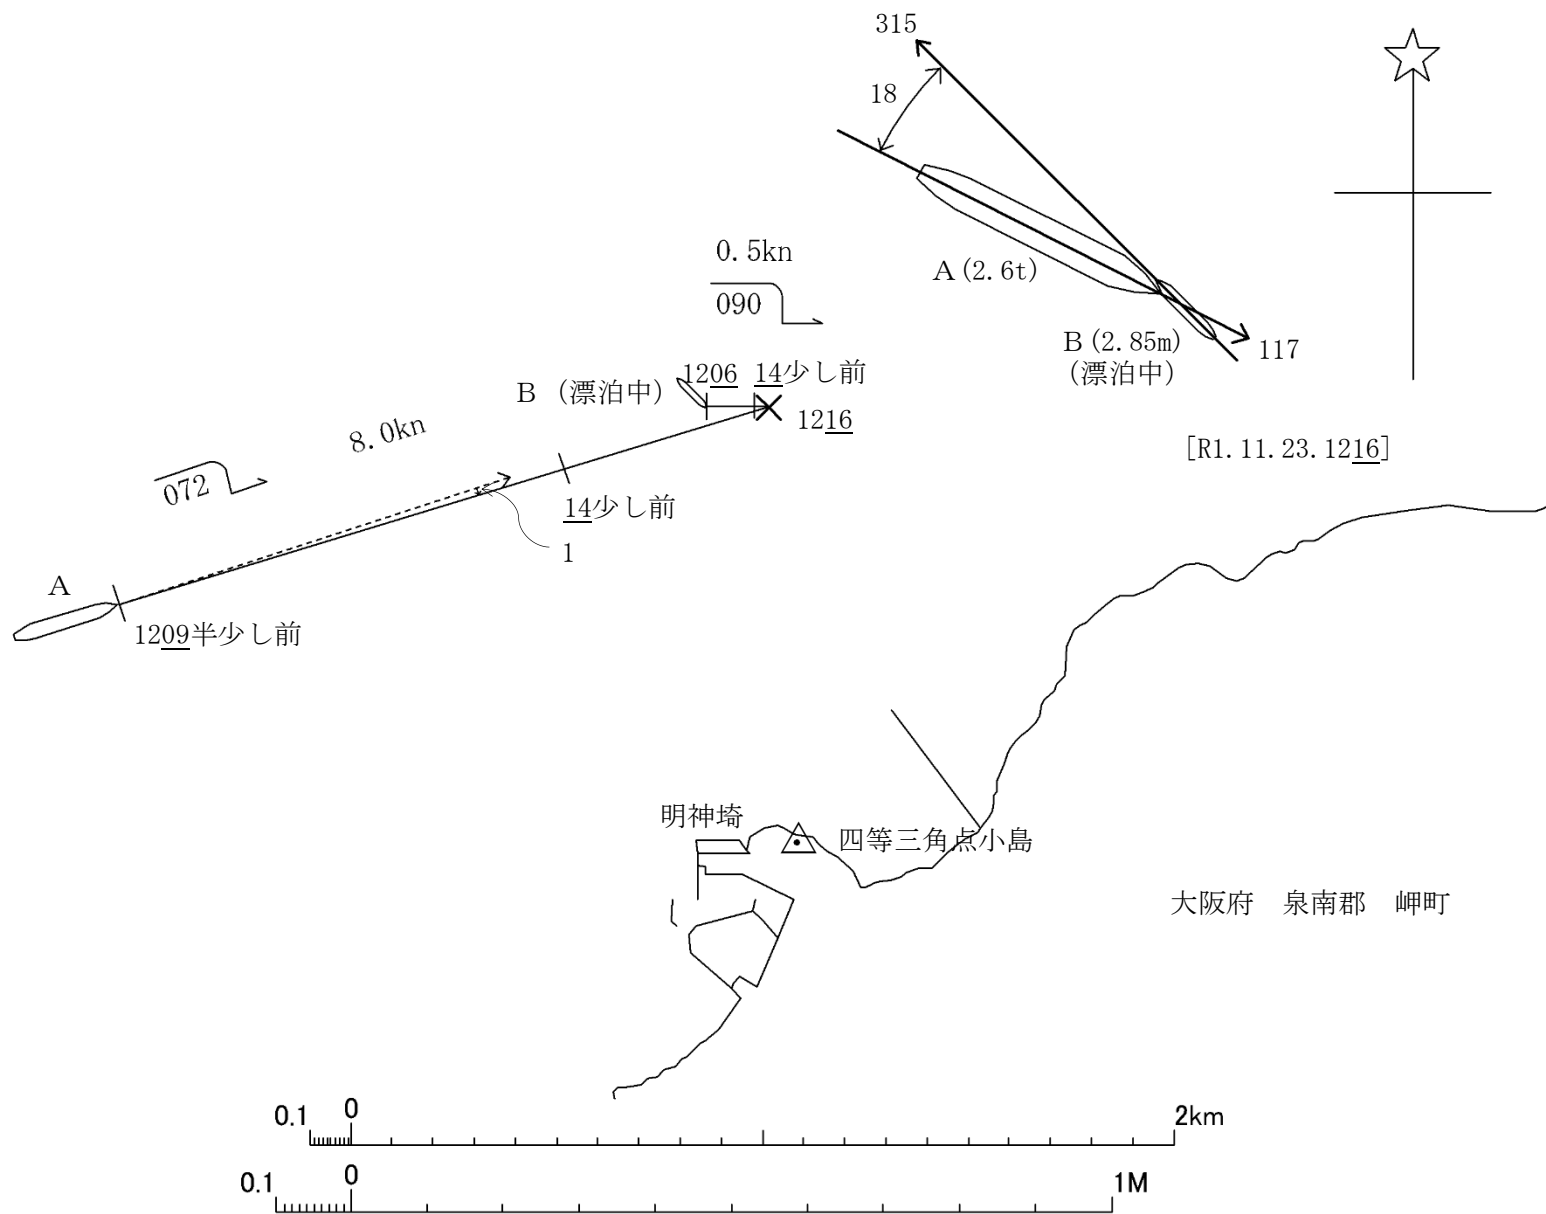 315
18
A(2.6t)
B(2.85m)
(漂泊中)
117
0.5kn
090
B (漂泊中)
1206
14少し前
1216
8.0kn
072
14少し前
1
A
1209半少し前
[R1.11.23.1216]
明神埼
四等三角点小島
大阪府 泉南郡 岬町
0.1 0 2km
0.1 0 1M